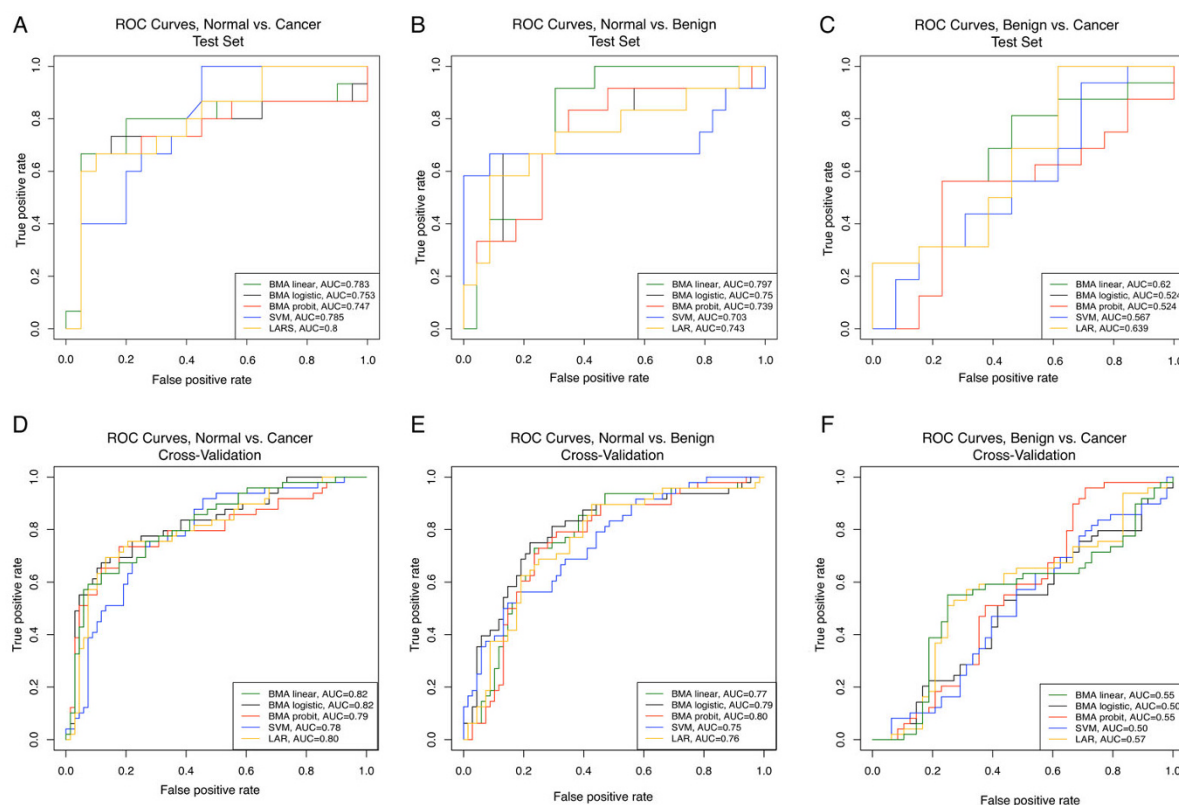 A
ROC Curves, Normal vs. Cancer
Test Set
True positive rate
1.0
0.8
0.6
0.4
0.2
0.0
BMA linear, AUC=0.783
BMA logistic, AUC=0.753
BMA probit, AUC=0.747
SVM, AUC=0.785
LARS, AUC=0.8
0.0 0.2 0.4 0.6 0.8 1.0
False positive rate
B
ROC Curves, Normal vs. Benign
Test Set
True positive rate
1.0
0.8
0.6
0.4
0.2
0.0
BMA linear, AUC=0.797
BMA logistic, AUC=0.75
BMA probit, AUC=0.739
SVM, AUC=0.703
LAR, AUC=0.743
0.0 0.2 0.4 0.6 0.8 1.0
False positive rate
C
ROC Curves, Benign vs. Cancer
Test Set
True positive rate
1.0
0.8
0.6
0.4
0.2
0.0
BMA linear, AUC=0.62
BMA logistic, AUC=0.524
BMA probit, AUC=0.524
SVM, AUC=0.567
LAR, AUC=0.639
0.0 0.2 0.4 0.6 0.8 1.0
False positive rate
D
ROC Curves, Normal vs. Cancer
Cross-Validation
True positive rate
1.0
0.8
0.6
0.4
0.2
0.0
BMA linear, AUC=0.82
BMA logistic, AUC=0.82
BMA probit, AUC=0.79
SVM, AUC=0.78
LAR, AUC=0.80
0.0 0.2 0.4 0.6 0.8 1.0
False positive rate
E
ROC Curves, Normal vs. Benign
Cross-Validation
True positive rate
1.0
0.8
0.6
0.4
0.2
0.0
BMA linear, AUC=0.77
BMA logistic, AUC=0.79
BMA probit, AUC=0.80
SVM, AUC=0.75
LAR, AUC=0.76
0.0 0.2 0.4 0.6 0.8 1.0
False positive rate
F
ROC Curves, Benign vs. Cancer
Cross-Validation
True positive rate
1.0
0.8
0.6
0.4
0.2
0.0
BMA linear, AUC=0.55
BMA logistic, AUC=0.50
BMA probit, AUC=0.55
SVM, AUC=0.50
LAR, AUC=0.57
0.0 0.2 0.4 0.6 0.8 1.0
False positive rate